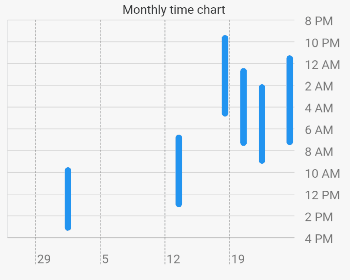 Monthly time chart
8 PM
10 PM
12 AM
2 AM
4 AM
6 AM
8 AM
10 AM
12 PM
2 PM
4 PM
29 5 12 19